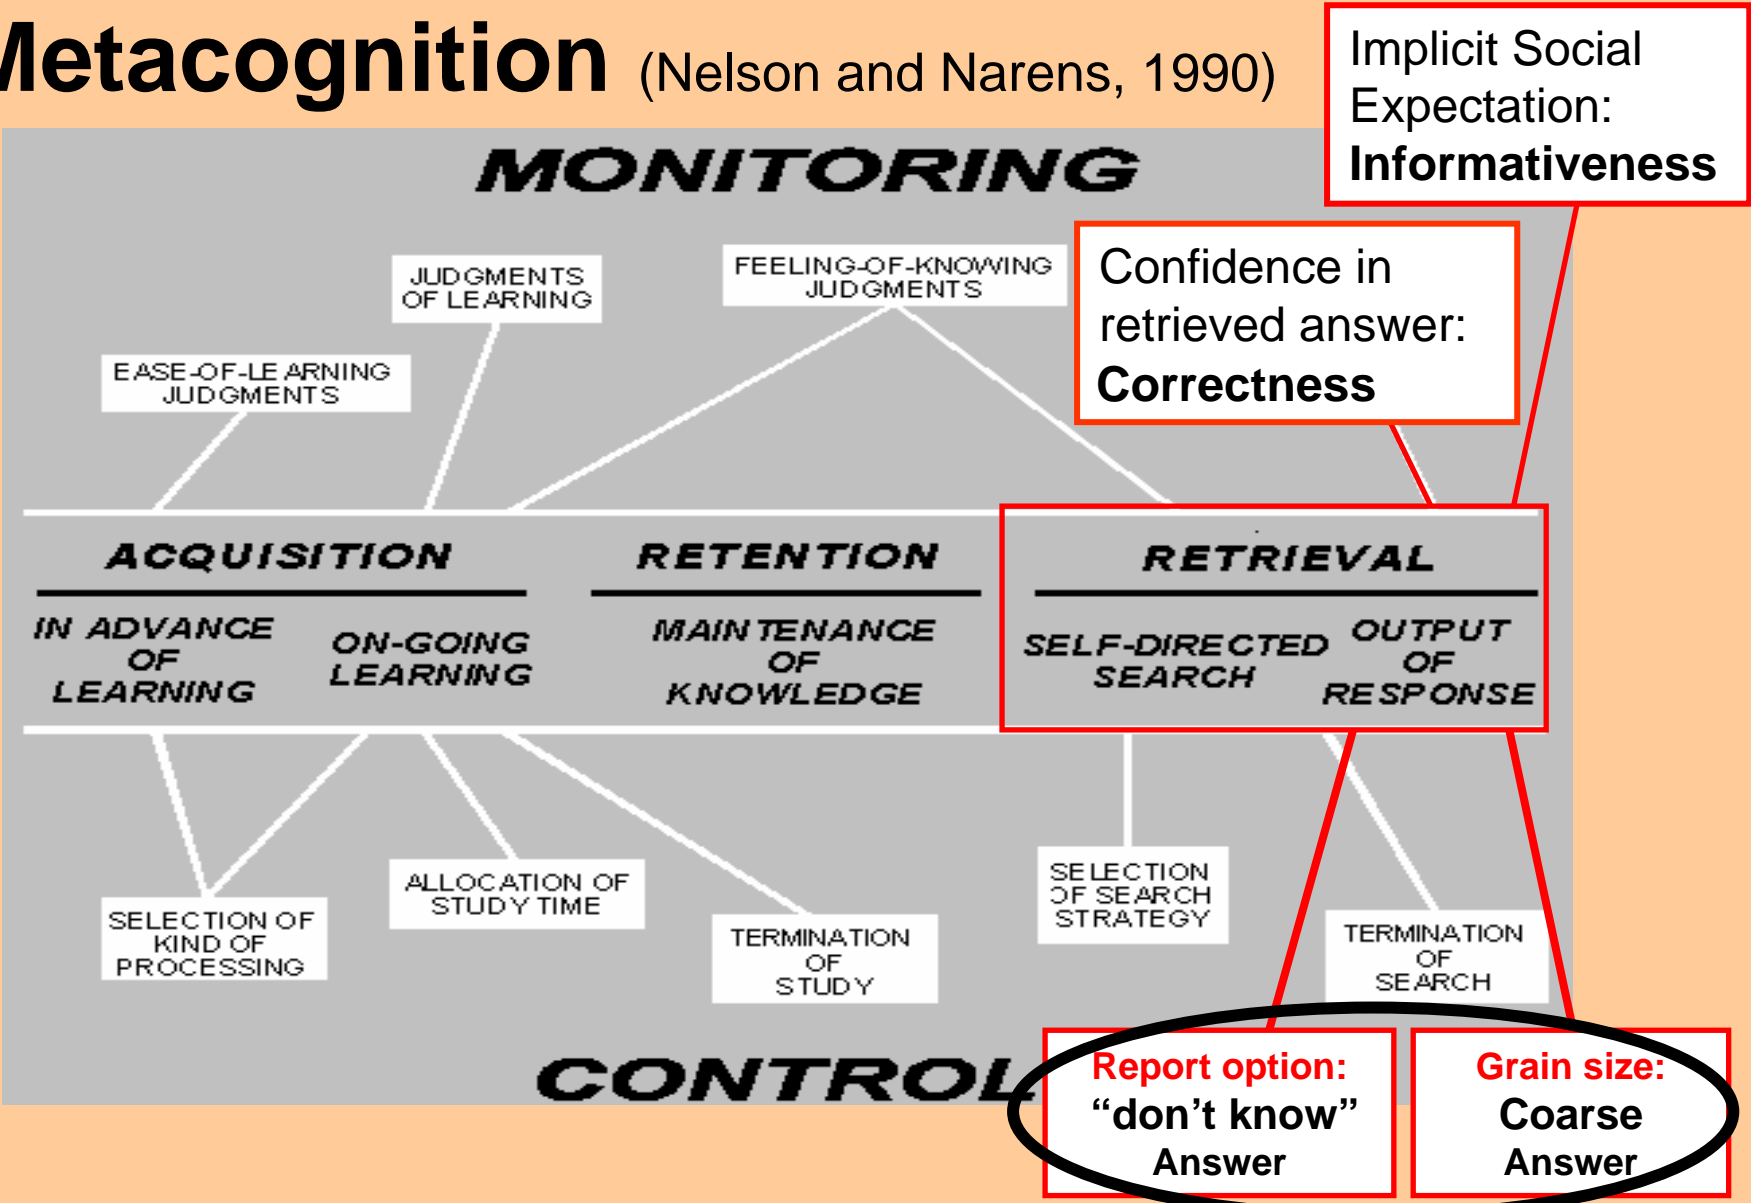 Metacognition (Nelson and Narens, 1990)
Implicit Social
Expectation:
Informativeness
MONITORING
Confidence in
retrieved answer:
Correctness
FEELING-OF-KNOWING
JUDGMENTS
JUDGMENTS
OF LEARNING
EASE-OF-LEARNING
JUDGMENTS
ACQUISITION
IN ADVANCE
OF
LEARNING
ON-GOING
LEARNING
RETENTION
MAINTENANCE
OF
KNOWLEDGE
RETRIEVAL
SELF-DIRECTED
SEARCH
OUTPUT
OF
RESPONSE
SELECTION OF
KIND OF
PROCESSING
ALLOCATION OF
STUDY TIME
TERMINATION
OF
STUDY
SELECTION
OF SEARCH
STRATEGY
TERMINATION
OF
SEARCH
CONTROL
Report option:
“don’t know”
Answer
Grain size:
Coarse
Answer